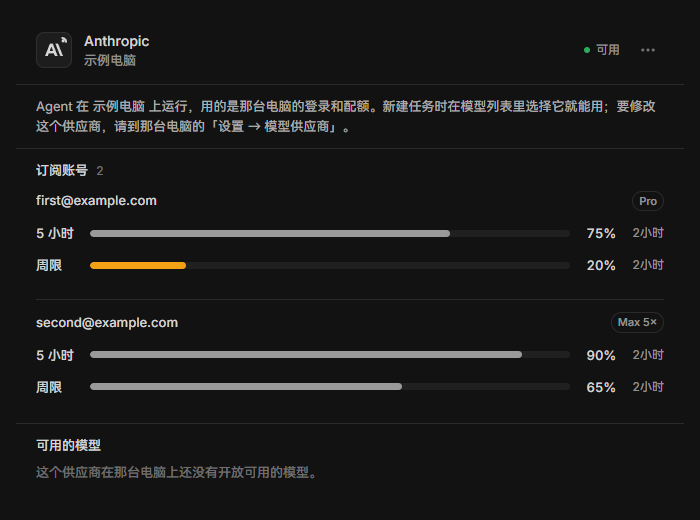 Anthropic
示例电脑
可用
Agent 在 示例电脑 上运行，用的是那台电脑的登录和配额。新建任务时在模型列表里选择它就能用；要修改
这个供应商，请到那台电脑的「设置 → 模型供应商」。
订阅账号 2
first@example.com Pro
5 小时 75% 2小时
周限 20% 2小时
second@example.com Max 5×
5 小时 90% 2小时
周限 65% 2小时
可用的模型
这个供应商在那台电脑上还没有开放可用的模型。